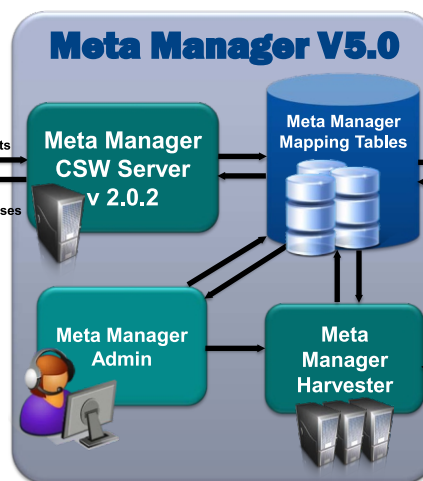 Meta Manager V5.0
Meta Manager
CSW Server
v 2.0.2
Meta Manager
Mapping Tables
Meta Manager
Admin
Meta
Manager
Harvester